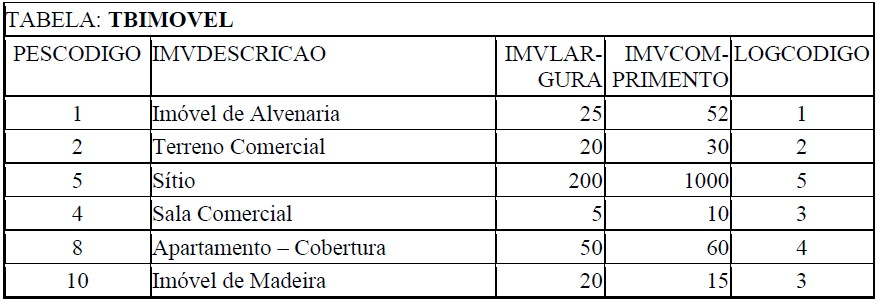 TABELA: TBIMOVEL
PESCODIGO IMVDESCRICAO IMVLAR-GURA IMVCOM-PRIMENTO LOGCODIGO
1 Imóvel de Alvenaria 25 52 1
2 Terreno Comercial 20 30 2
5 Sítio 200 1000 5
4 Sala Comercial 5 10 3
8 Apartamento – Cobertura 50 60 4
10 Imóvel de Madeira 20 15 3